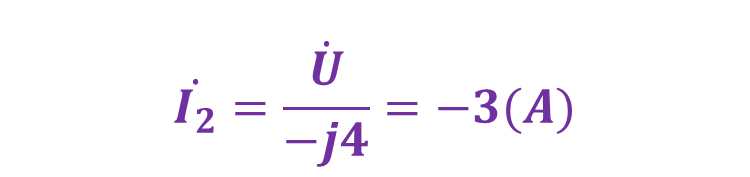 İ₂ = U̇ / −j4 = −3(A)